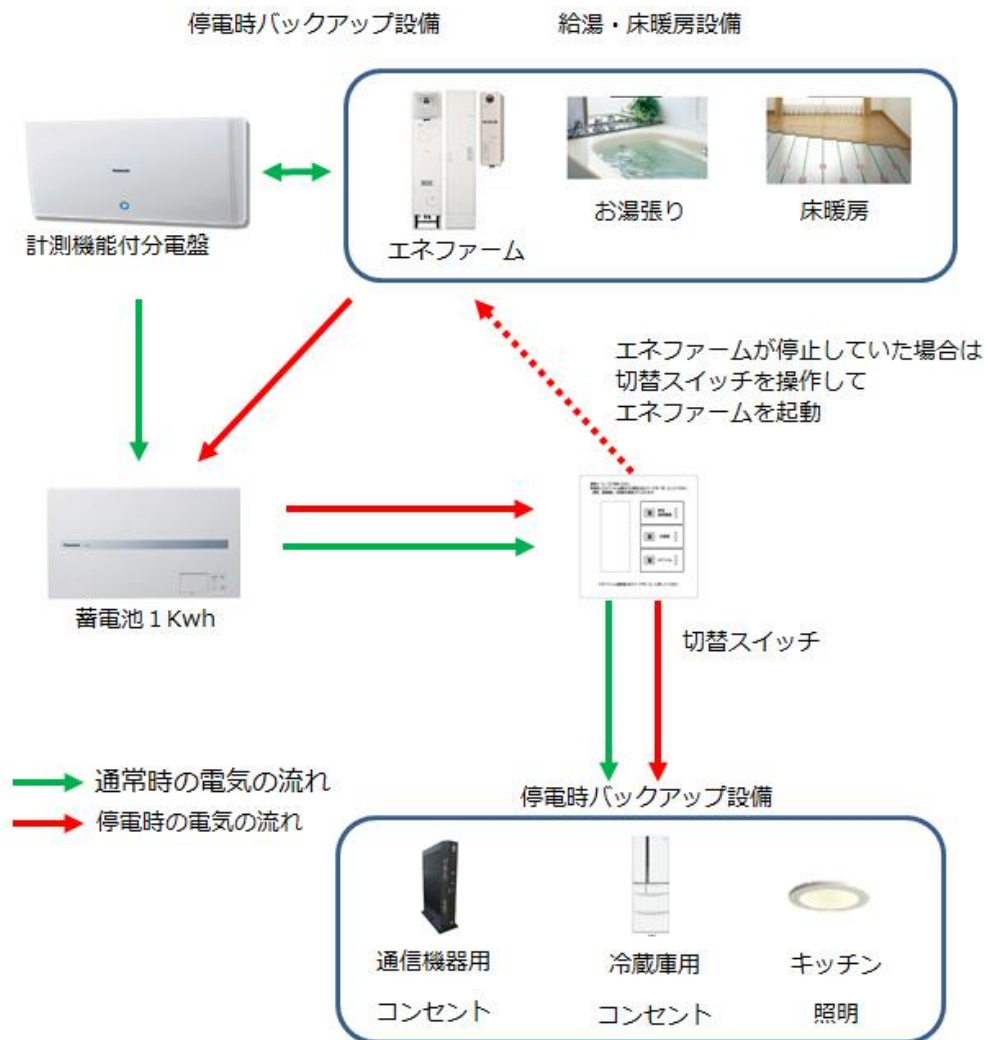 停電時バックアップ設備
給湯・床暖房設備
計測機能付分電盤
エネファーム
お湯張り
床暖房
エネファームが停止していた場合は
切替スイッチを操作して
エネファームを起動
蓄電池1Kwh
切替スイッチ
通常時の電気の流れ
停電時の電気の流れ
停電時バックアップ設備
通信機器用
コンセント
冷蔵庫用
コンセント
キッチン
照明